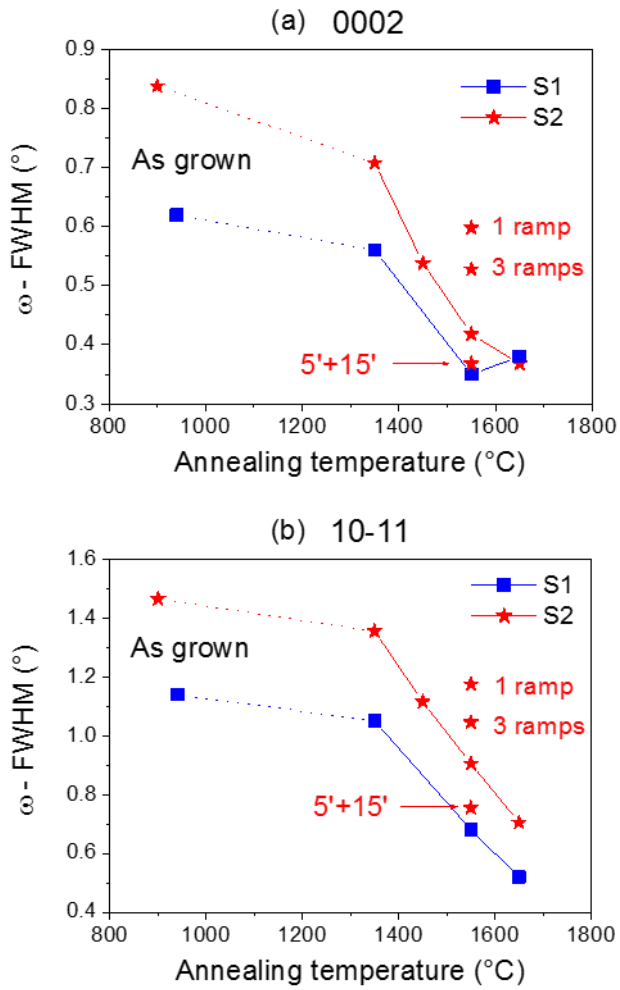 (a) 0002
0.9
0.8
0.7
0.6
0.5
0.4
0.3
ω - FWHM (°)
S1
S2
As grown
1 ramp
3 ramps
5'+15'
800 1000 1200 1400 1600 1800
Annealing temperature (°C)
(b) 10-11
1.6
1.4
1.2
1.0
0.8
0.6
0.4
ω - FWHM (°)
S1
S2
As grown
1 ramp
3 ramps
5'+15'
800 1000 1200 1400 1600 1800
Annealing temperature (°C)